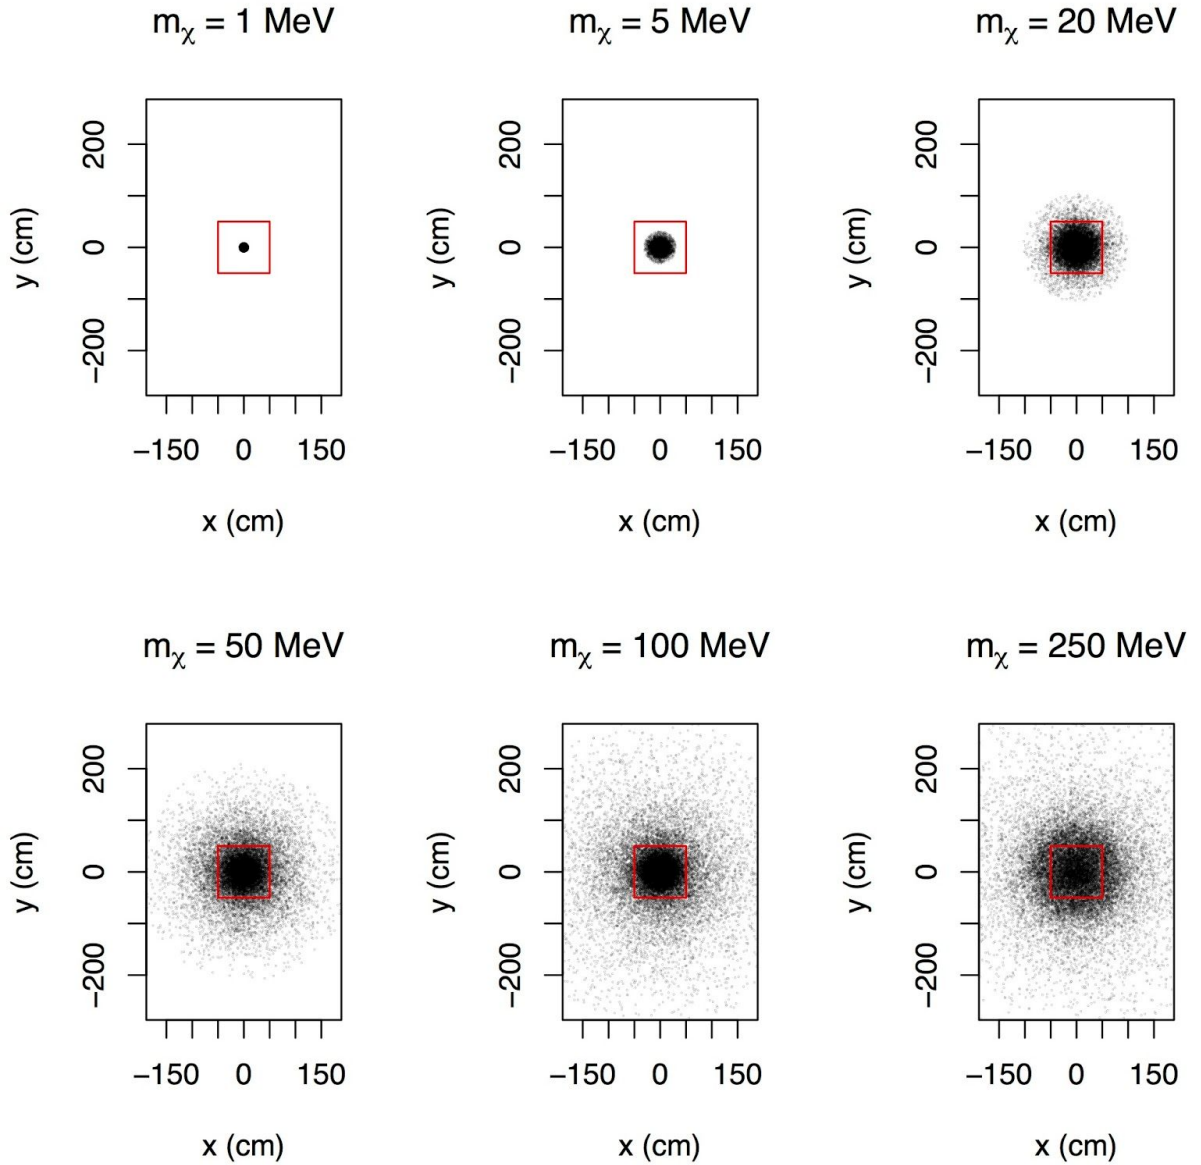 mχ = 1 MeV
mχ = 5 MeV
mχ = 20 MeV
y (cm)
200
0
−200
−150 0 150
x (cm)
y (cm)
200
0
−200
−150 0 150
x (cm)
y (cm)
200
0
−200
−150 0 150
x (cm)
mχ = 50 MeV
mχ = 100 MeV
mχ = 250 MeV
y (cm)
200
0
−200
−150 0 150
x (cm)
y (cm)
200
0
−200
−150 0 150
x (cm)
y (cm)
200
0
−200
−150 0 150
x (cm)